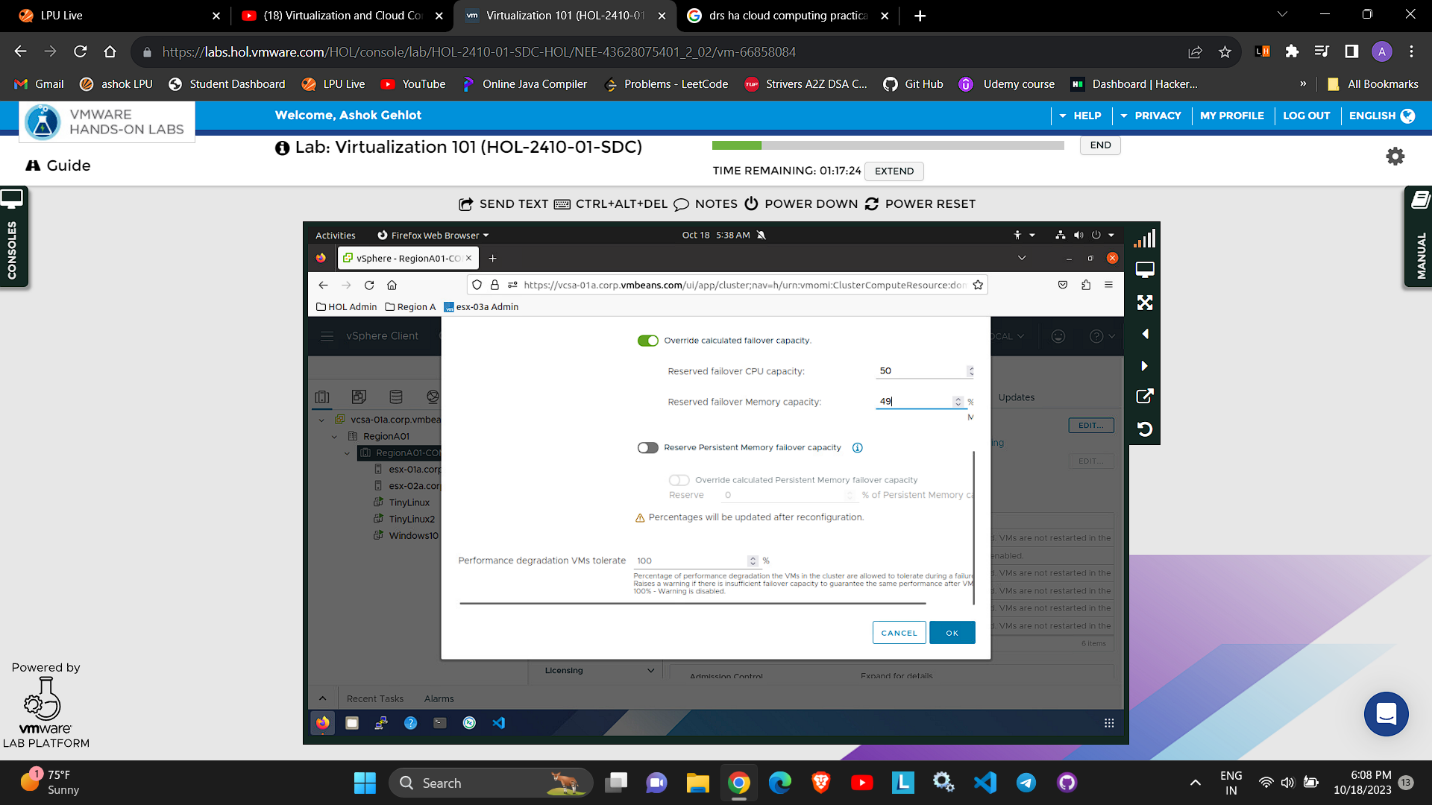 LPU Live
(18) Virtualization and Cloud Co
Virtualization 101 (HOL-2410-01
drs ha cloud computing practica
https://labs.hol.vmware.com/HOL/console/lab/HOL-2410-01-SDC-HOL/NEE-43628075401_2_02/vm-66858084
Gmail
ashok LPU
Student Dashboard
LPU Live
YouTube
Online Java Compiler
Problems - LeetCode
Strivers A2Z DSA C...
Git Hub
Udemy course
Dashboard | Hacker...
»
All Bookmarks
VMWARE
HANDS-ON LABS
Welcome, Ashok Gehlot
HELP
PRIVACY
MY PROFILE
LOG OUT
ENGLISH
Guide
Lab: Virtualization 101 (HOL-2410-01-SDC)
END
TIME REMAINING: 01:17:24
EXTEND
CONSOLES
MANUAL
SEND TEXT
CTRL+ALT+DEL
NOTES
POWER DOWN
POWER RESET
Activities
Firefox Web Browser
Oct 18 5:38 AM
vSphere - RegionA01-CO
https://vcsa-01a.corp.vmbeans.com/ui/app/cluster;nav=h/urn:vmomi:ClusterComputeResource:dom
HOL Admin
Region A
esx-03a Admin
vSphere Client
OCAL
vcsa-01a.corp.vmbea
RegionA01
RegionA01-CO
esx-01a.corp
esx-02a.corp
TinyLinux
TinyLinux2
Windows10
Override calculated failover capacity.
Reserved failover CPU capacity:
50
Reserved failover Memory capacity:
49
%
M
Reserve Persistent Memory failover capacity
Override calculated Persistent Memory failover capacity
Reserve
0
% of Persistent Memory ca
Percentages will be updated after reconfiguration.
Performance degradation VMs tolerate
100
%
Percentage of performance degradation the VMs in the cluster are allowed to tolerate during a failure
Raises a warning if there is insufficient failover capacity to guarantee the same performance after VM
100% - Warning is disabled.
CANCEL
OK
Updates
EDIT...
ing
EDIT...
d. VMs are not restarted in the
enabled.
d. VMs are not restarted in the
d. VMs are not restarted in the
d. VMs are not restarted in the
d. VMs are not restarted in the
6 items
Licensing
Admission Control
Expand for details
Recent Tasks
Alarms
Powered by
vmware
LAB PLATFORM
1
75°F
Sunny
Search
ENG
IN
6:08 PM
10/18/2023
13